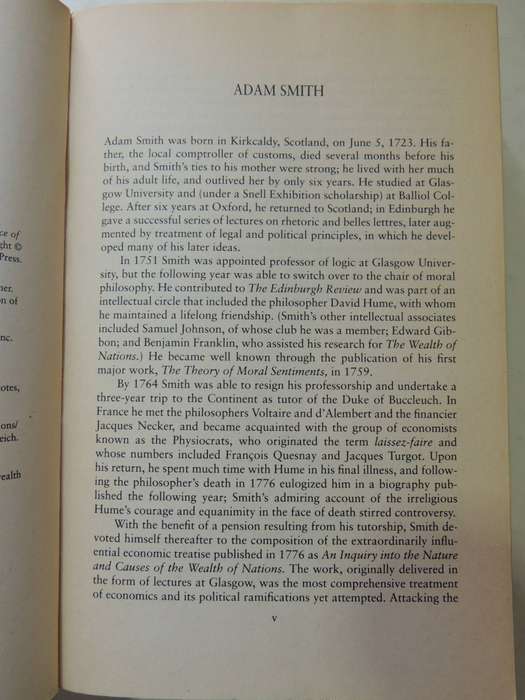 ce of
ght ©
Press.
her.
n of
nc.
otes,
ons/
eich.
ealth
ADAM SMITH
Adam Smith was born in Kirkcaldy, Scotland, on June 5, 1723. His fa-
ther, the local comptroller of customs, died several months before his
birth, and Smith's ties to his mother were strong; he lived with her much
of his adult life, and outlived her by only six years. He studied at Glas-
gow University and (under a Snell Exhibition scholarship) at Balliol Col-
lege. After six years at Oxford, he returned to Scotland; in Edinburgh he
gave a successful series of lectures on rhetoric and belles lettres, later aug-
mented by treatment of legal and political principles, in which he devel-
oped many of his later ideas.
In 1751 Smith was appointed professor of logic at Glasgow Univer-
sity, but the following year was able to switch over to the chair of moral
philosophy. He contributed to The Edinburgh Review and was part of an
intellectual circle that included the philosopher David Hume, with whom
he maintained a lifelong friendship. (Smith's other intellectual associates
included Samuel Johnson, of whose club he was a member; Edward Gib-
bon; and Benjamin Franklin, who assisted his research for The Wealth of
Nations.) He became well known through the publication of his first
major work, The Theory of Moral Sentiments, in 1759.
By 1764 Smith was able to resign his professorship and undertake a
three-year trip to the Continent as tutor of the Duke of Buccleuch. In
France he met the philosophers Voltaire and d'Alembert and the financier
Jacques Necker, and became acquainted with the group of economists
known as the Physiocrats, who originated the term laissez-faire and
whose numbers included François Quesnay and Jacques Turgot. Upon
his return, he spent much time with Hume in his final illness, and follow-
ing the philosopher's death in 1776 eulogized him in a biography pub-
lished the following year; Smith's admiring account of the irreligious
Hume's courage and equanimity in the face of death stirred controversy.
With the benefit of a pension resulting from his tutorship, Smith de-
voted himself thereafter to the composition of the extraordinarily influ-
ential economic treatise published in 1776 as An Inquiry into the Nature
and Causes of the Wealth of Nations. The work, originally delivered in
the form of lectures at Glasgow, was the most comprehensive treatment
of economics and its political ramifications yet attempted. Attacking the
v